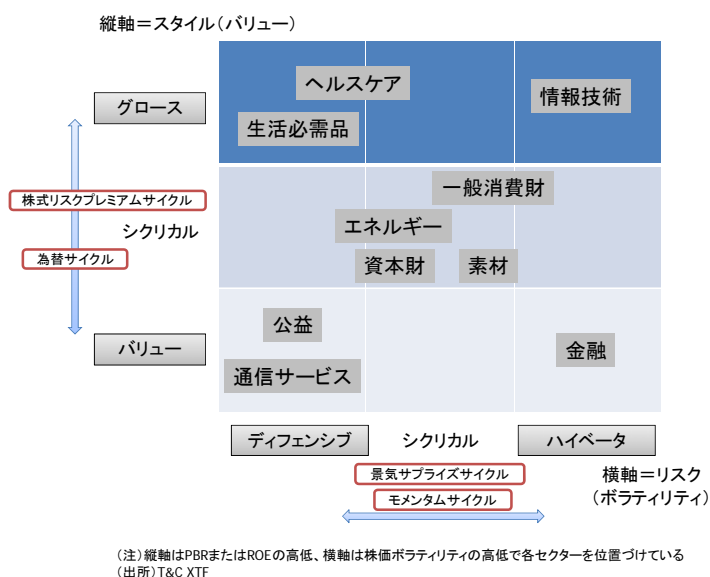 縦軸=スタイル(バリュー)
グロース
ヘルスケア
情報技術
生活必需品
株式リスクプレミアムサイクル
シクリカル
為替サイクル
一般消費財
エネルギー
資本財
素材
バリュー
公益
通信サービス
金融
ディフェンシブ
シクリカル
ハイベータ
景気サプライズサイクル
モメンタムサイクル
横軸=リスク
(ボラティリティ)
(注)縦軸はPBRまたはROEの高低、横軸は株価ボラティリティの高低で各セクターを位置づけている
(出所)T&C XTF